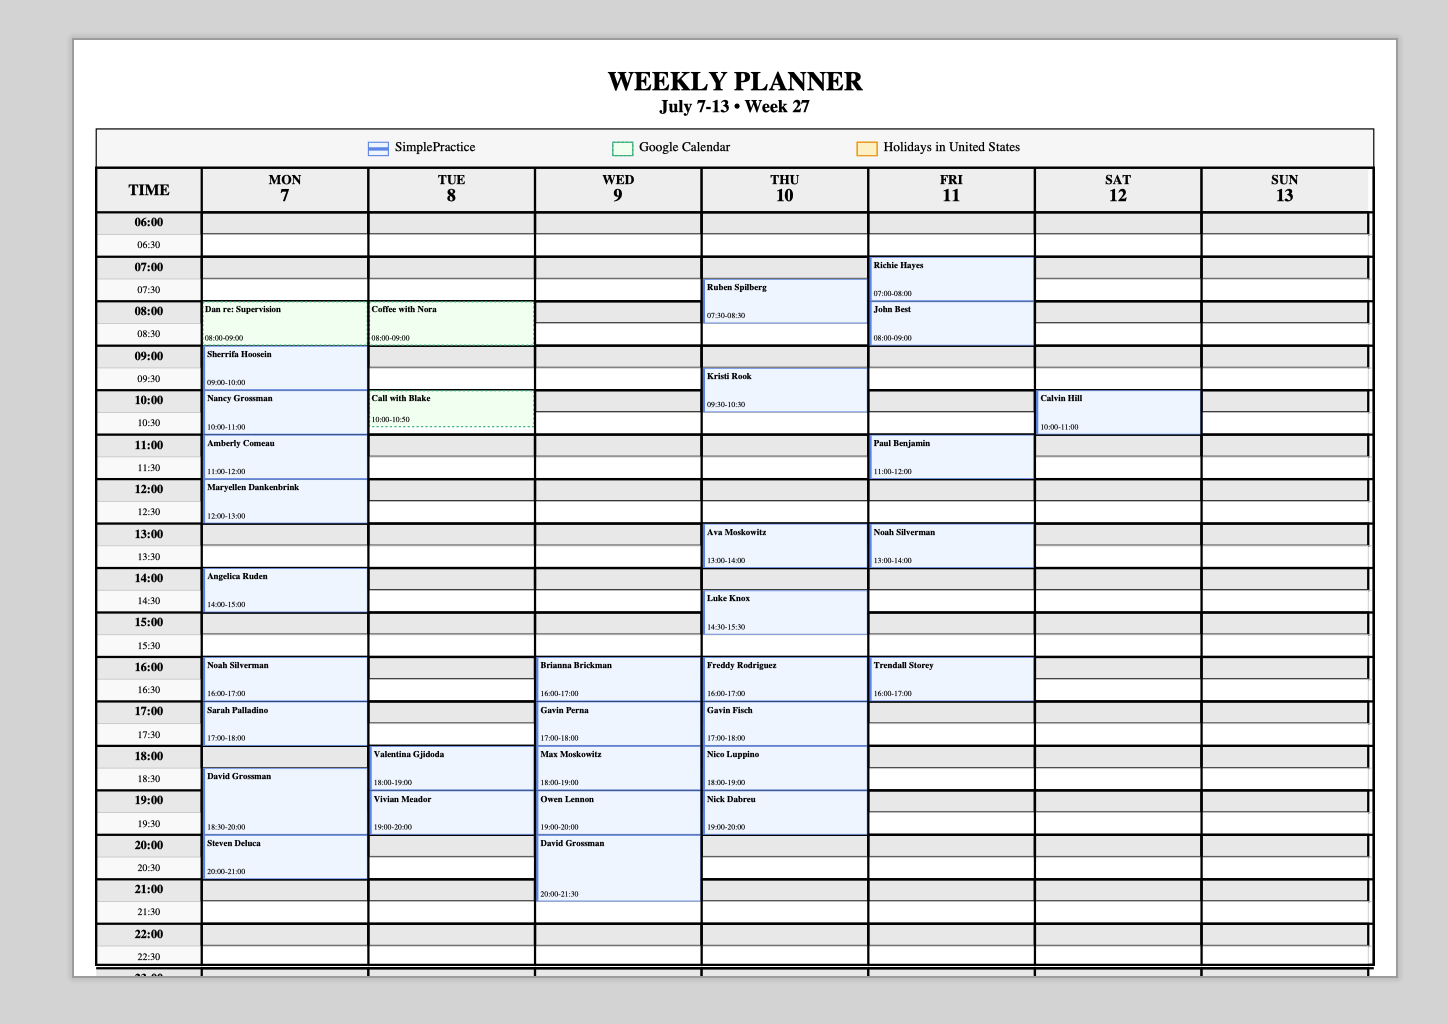 WEEKLY PLANNER
July 7-13 • Week 27
SimplePractice
Google Calendar
Holidays in United States
TIME
MON
7
TUE
8
WED
9
THU
10
FRI
11
SAT
12
SUN
13
06:00
06:30
07:00
Richie Hayes
07:30
Ruben Spilberg
07:00-08:00
08:00
Dan re: Supervision
Coffee with Nora
07:30-08:30
John Best
08:30
08:00-09:00
08:00-09:00
08:00-09:00
09:00
Sherrifa Hoosein
09:30
09:00-10:00
Kristi Rook
10:00
Nancy Grossman
Call with Blake
09:30-10:30
Calvin Hill
10:30
10:00-11:00
10:00-10:50
10:00-11:00
11:00
Amberly Comeau
Paul Benjamin
11:30
11:00-12:00
11:00-12:00
12:00
Maryellen Dankenbrink
12:30
12:00-13:00
13:00
Ava Moskowitz
Noah Silverman
13:30
13:00-14:00
13:00-14:00
14:00
Angelica Ruden
14:30
14:00-15:00
Luke Knox
15:00
14:30-15:30
15:30
16:00
Noah Silverman
Brianna Brickman
Freddy Rodriguez
Trendall Storey
16:30
16:00-17:00
16:00-17:00
16:00-17:00
16:00-17:00
17:00
Sarah Palladino
Gavin Perna
Gavin Fisch
17:30
17:00-18:00
17:00-18:00
17:00-18:00
18:00
Valentina Gjidoda
Max Moskowitz
Nico Luppino
18:30
David Grossman
18:00-19:00
18:00-19:00
18:00-19:00
19:00
Vivian Meador
Owen Lennon
Nick Dabreu
19:30
18:30-20:00
19:00-20:00
19:00-20:00
19:00-20:00
20:00
Steven Deluca
David Grossman
20:30
20:00-21:00
21:00
20:00-21:30
21:30
22:00
22:30